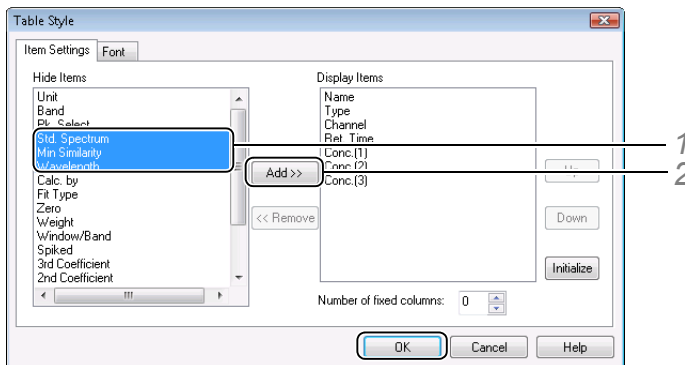 Table Style
Item Settings Font
Hide Items
Unit
Band
Pk. Select
Std. Spectrum
Min Similarity
Wavelength
Calc. by
Fit Type
Zero
Weight
Window/Band
Spiked
3rd Coefficient
2nd Coefficient
Add >>
<< Remove
Display Items
Name
Type
Channel
Ret. Time
Conc.(1)
Conc.(2)
Conc.(3)
1
2
Up
Down
Initialize
Number of fixed columns: 0
OK Cancel Help